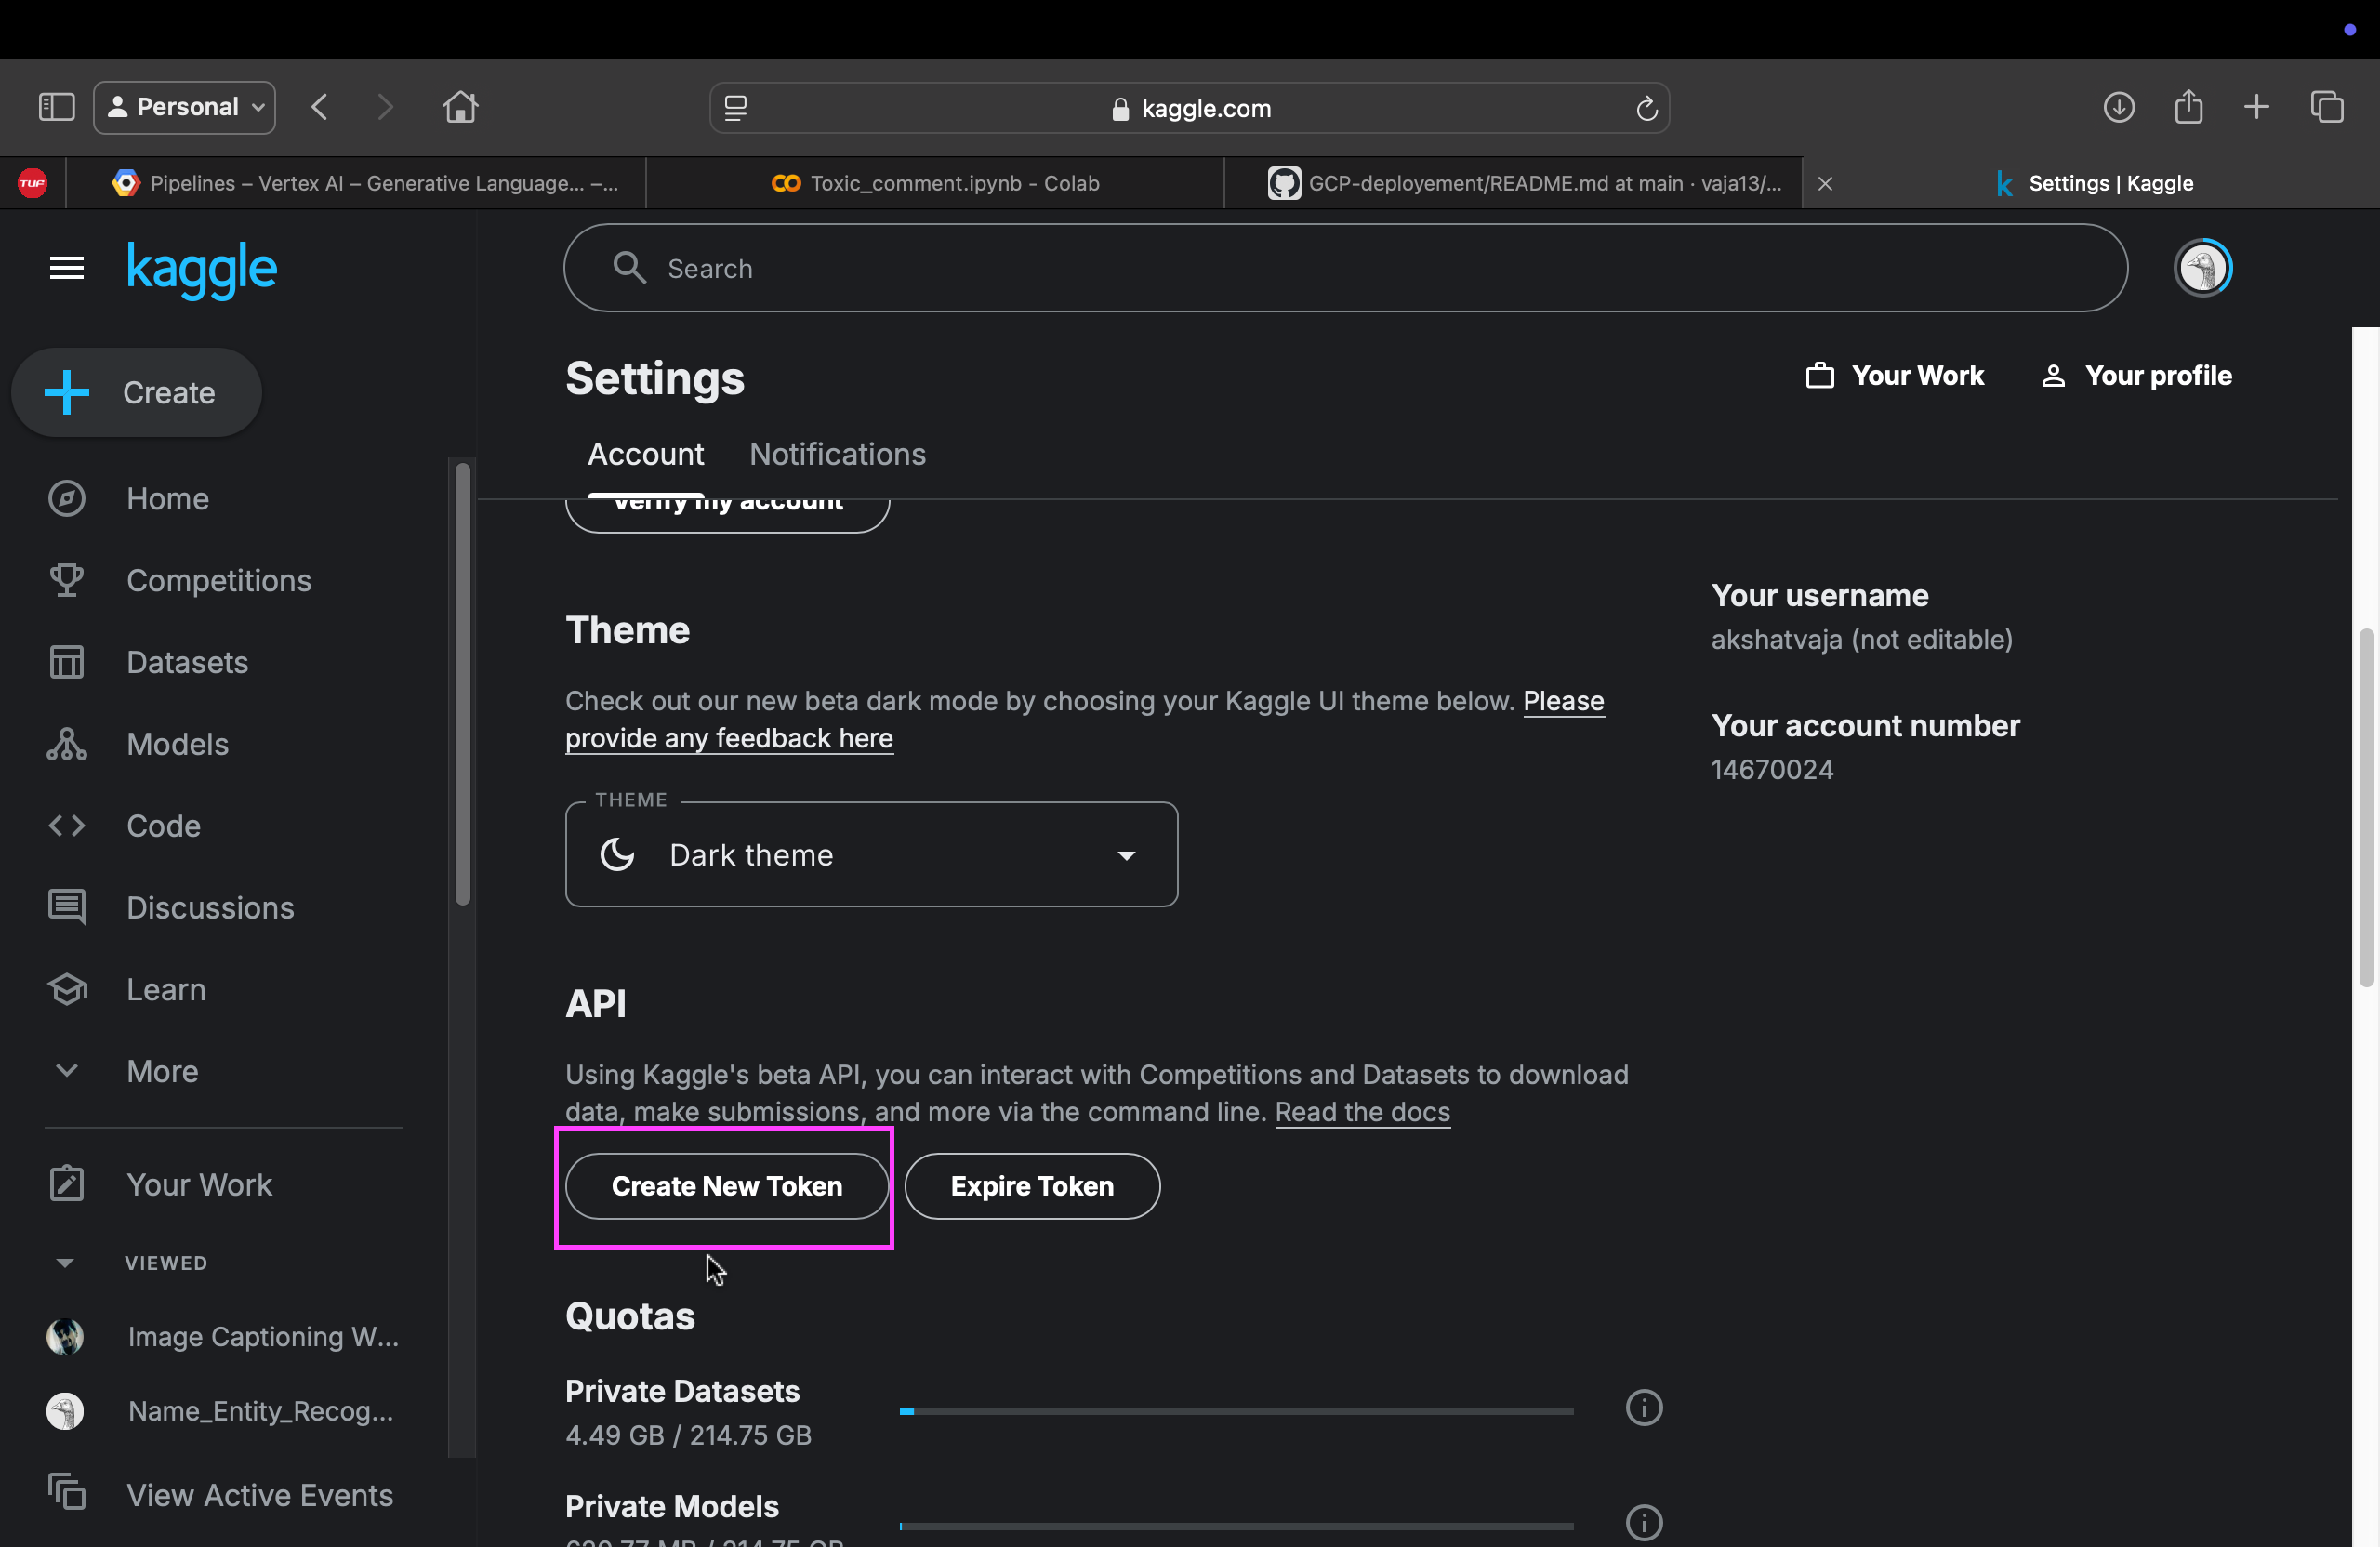 Personal
kaggle.com
TUF
Pipelines – Vertex AI – Generative Language... –...
Toxic_comment.ipynb - Colab
GCP-deployement/README.md at main · vaja13/...
Settings | Kaggle
kaggle
Search
Create
Home
Competitions
Datasets
Models
Code
Discussions
Learn
More
Your Work
VIEWED
Image Captioning W...
Name_Entity_Recog...
View Active Events
Settings
Your Work
Your profile
Account
Notifications
Verify my account
Theme
Check out our new beta dark mode by choosing your Kaggle UI theme below. Please
provide any feedback here
THEME
Dark theme
API
Using Kaggle's beta API, you can interact with Competitions and Datasets to download
data, make submissions, and more via the command line. Read the docs
Create New Token
Expire Token
Quotas
Private Datasets
4.49 GB / 214.75 GB
Private Models
Your username
akshatvaja (not editable)
Your account number
14670024